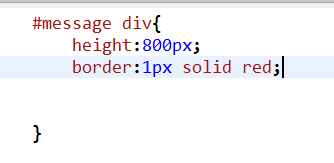 #message div{
    height:800px;
    border:1px solid red;
}